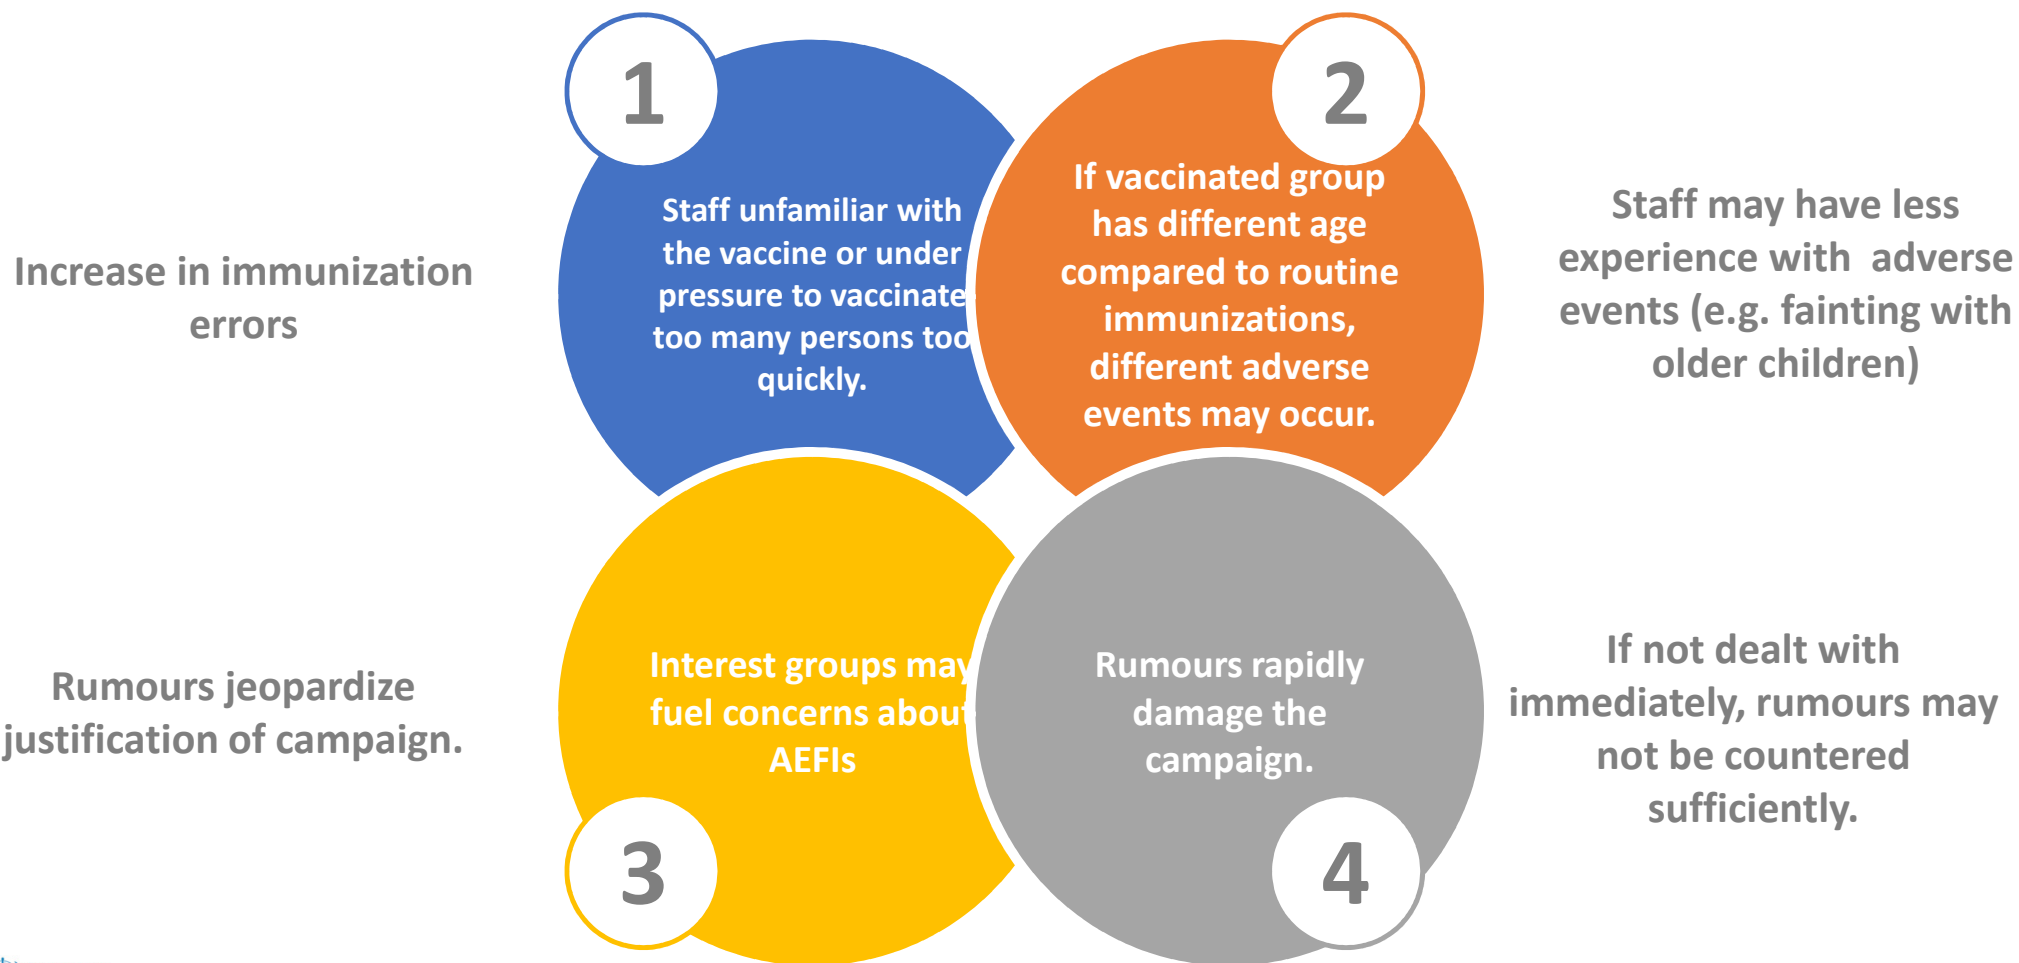 Increase in immunization
errors
1
Staff unfamiliar with
the vaccine or under
pressure to vaccinate
too many persons too
quickly.
2
If vaccinated group
has different age
compared to routine
immunizations,
different adverse
events may occur.
Staff may have less
experience with  adverse
events (e.g. fainting with
older children)
Rumours jeopardize
justification of campaign.
Interest groups may
fuel concerns about
AEFIs
3
Rumours rapidly
damage the
campaign.
4
If not dealt with
immediately, rumours may
not be countered
sufficiently.